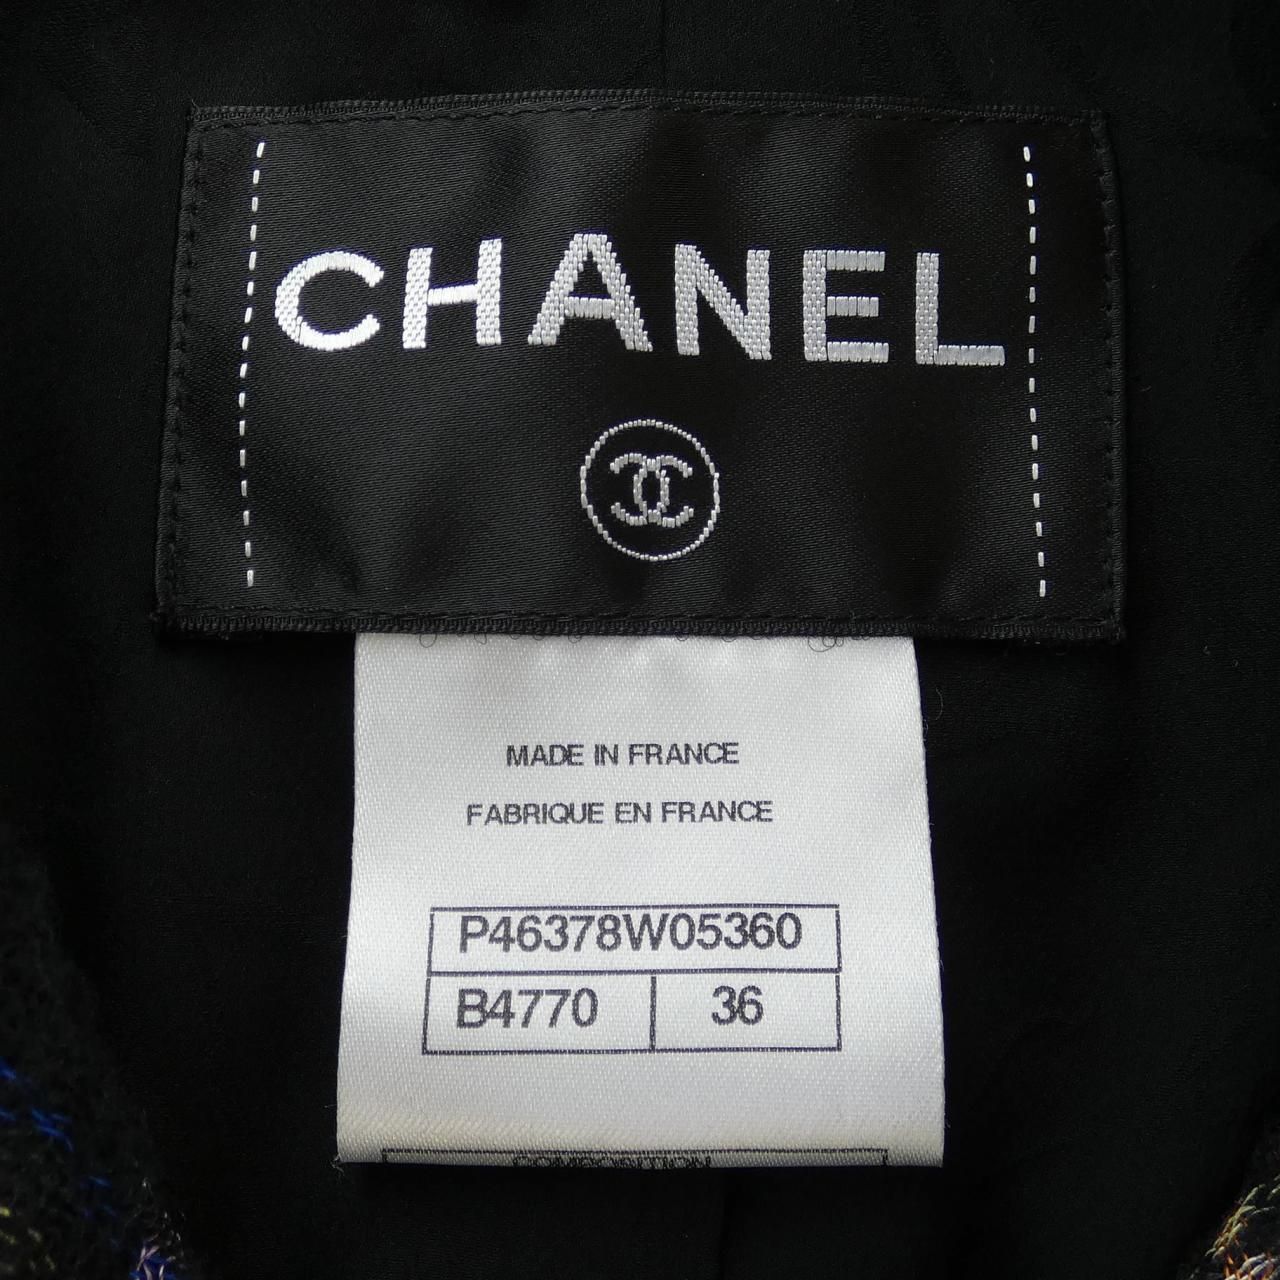 CHANEL
MADE IN FRANCE
FABRIQUE EN FRANCE
P46378W05360
B4770 36